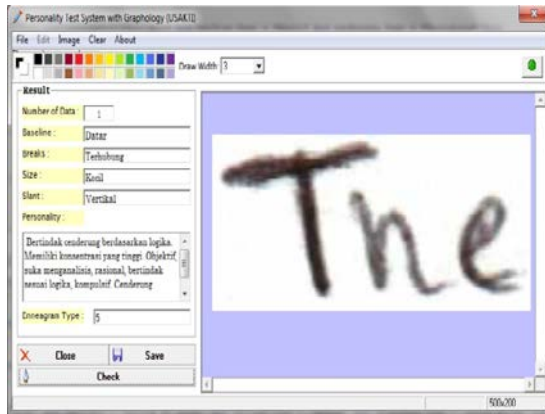 Personality Test System with Graphology (USAKTI)
File Edit Image Clear About
Draw Width 3
Result
Number of Data : 1
Baseline : Datar
Breaks : Terhubung
Size : Kecil
Slant : Vertikal
Personality :
Bertindak cenderung berdasarkan logika.
Memiliki konsentrasi yang tinggi. Objektif,
suka menganalisis, rasional, bertindak
sesuai logika, kompulsif. Cenderung
Enneagran Type : 5
Close Save
Check
The
500x200